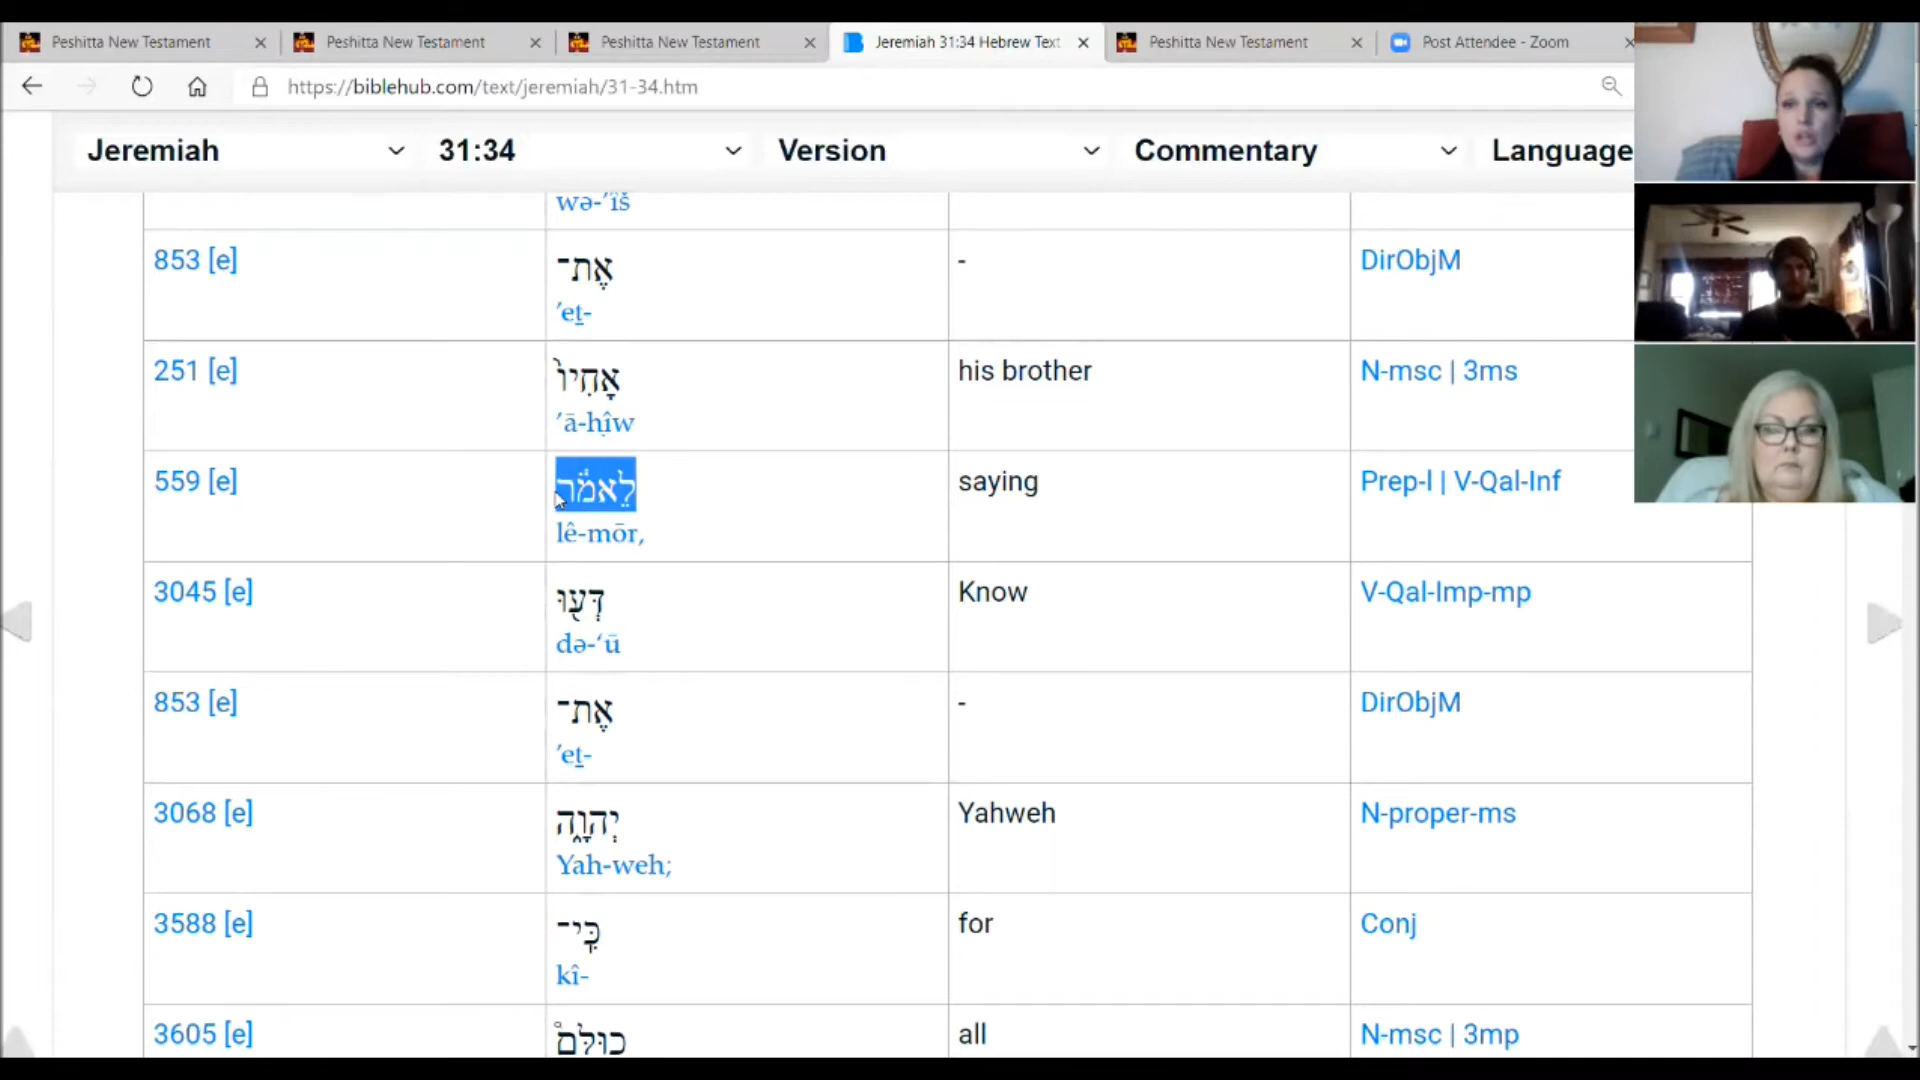 Peshitta New Testament
Peshitta New Testament
Peshitta New Testament
Jeremiah 31:34 Hebrew Text
Peshitta New Testament
Post Attendee - Zoom
https://biblehub.com/text/jeremiah/31-34.htm
Jeremiah
31:34
Version
Commentary
Language
wə-’îš
853 [e]
אֶת־
’eṯ-
-
DirObjM
251 [e]
אָחִיו֙
’ā-ḥîw
his brother
N-msc | 3ms
559 [e]
לֵאמֹ֔ר
lê-mōr,
saying
Prep-l | V-Qal-Inf
3045 [e]
דְּע֖וּ
də-‘ū
Know
V-Qal-Imp-mp
853 [e]
אֶת־
’eṯ-
-
DirObjM
3068 [e]
יְהוָ֑ה
Yah-weh;
Yahweh
N-proper-ms
3588 [e]
כִּֽי־
kî-
for
Conj
3605 [e]
כוּלָּם֩
all
N-msc | 3mp